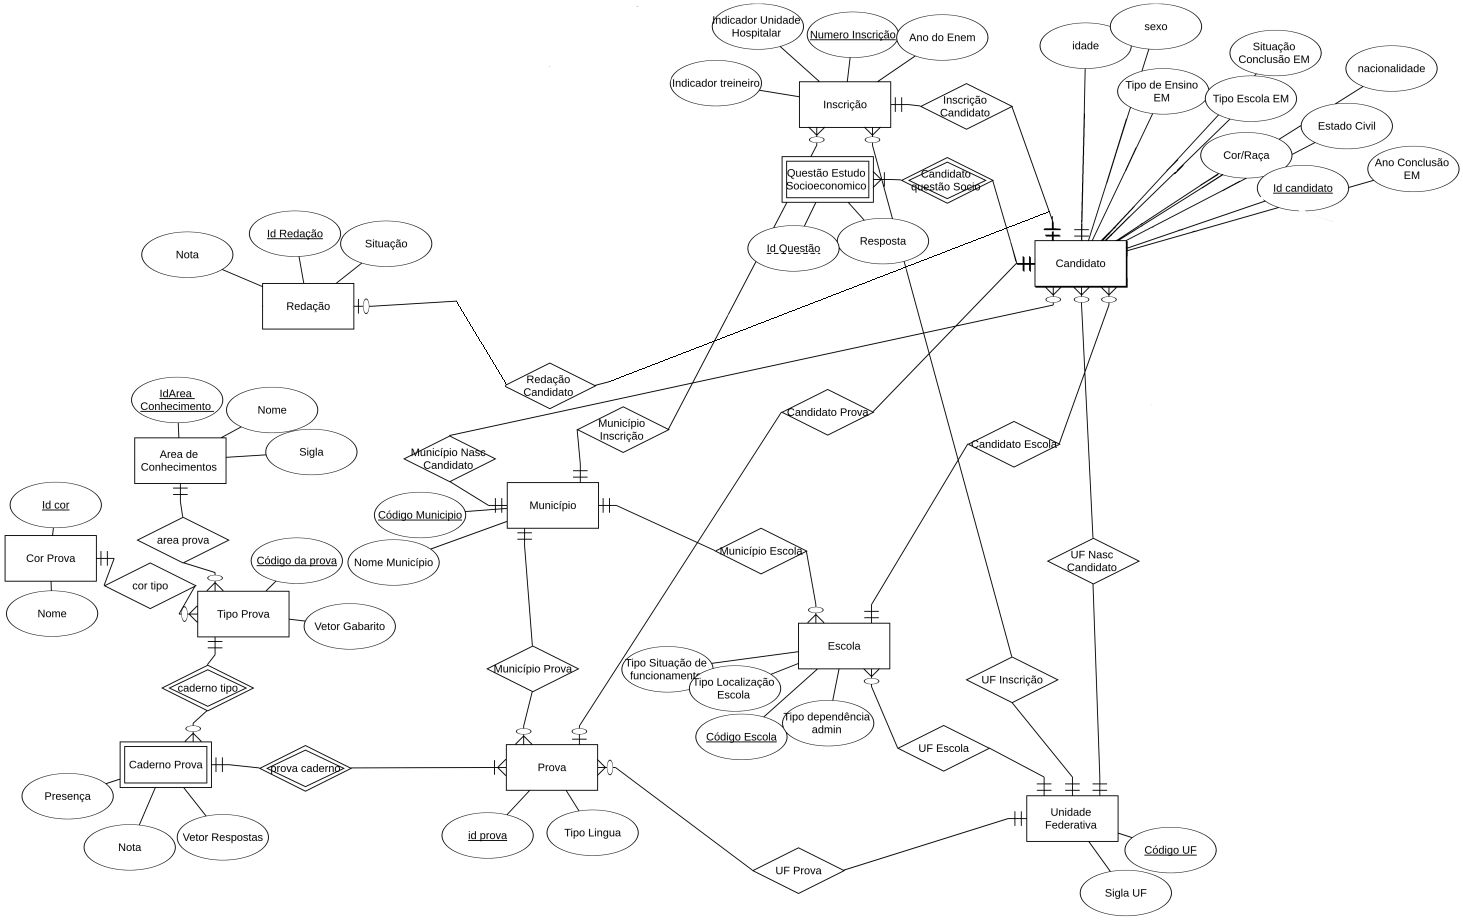 Indicador Unidade
Hospitalar
Numero Inscrição
Ano do Enem
Indicador treineiro
Inscrição
Inscrição
Candidato
idade
sexo
Situação
Conclusão EM
nacionalidade
Tipo de Ensino
EM
Tipo Escola EM
Estado Civil
Cor/Raça
Ano Conclusão
EM
Id candidato
Questão Estudo
Socioeconomico
Candidato
questão Socio
Id Questão
Resposta
Candidato
Nota
Id Redação
Situação
Redação
Redação
Candidato
IdArea
Conhecimento
Nome
Sigla
Area de
Conhecimentos
Município Nasc
Candidato
Município
Inscrição
Candidato Prova
Candidato Escola
Id cor
Cor Prova
Nome
area prova
cor tipo
Código da prova
Tipo Prova
Vetor Gabarito
Código Municipio
Nome Município
Município
Município Escola
UF Nasc
Candidato
Município Prova
Escola
Tipo Situação de
funcionament
Tipo Localização
Escola
Código Escola
Tipo dependência
admin
UF Inscrição
UF Escola
caderno tipo
Caderno Prova
Presença
Nota
Vetor Respostas
prova caderno
Prova
id prova
Tipo Lingua
UF Prova
Unidade
Federativa
Código UF
Sigla UF